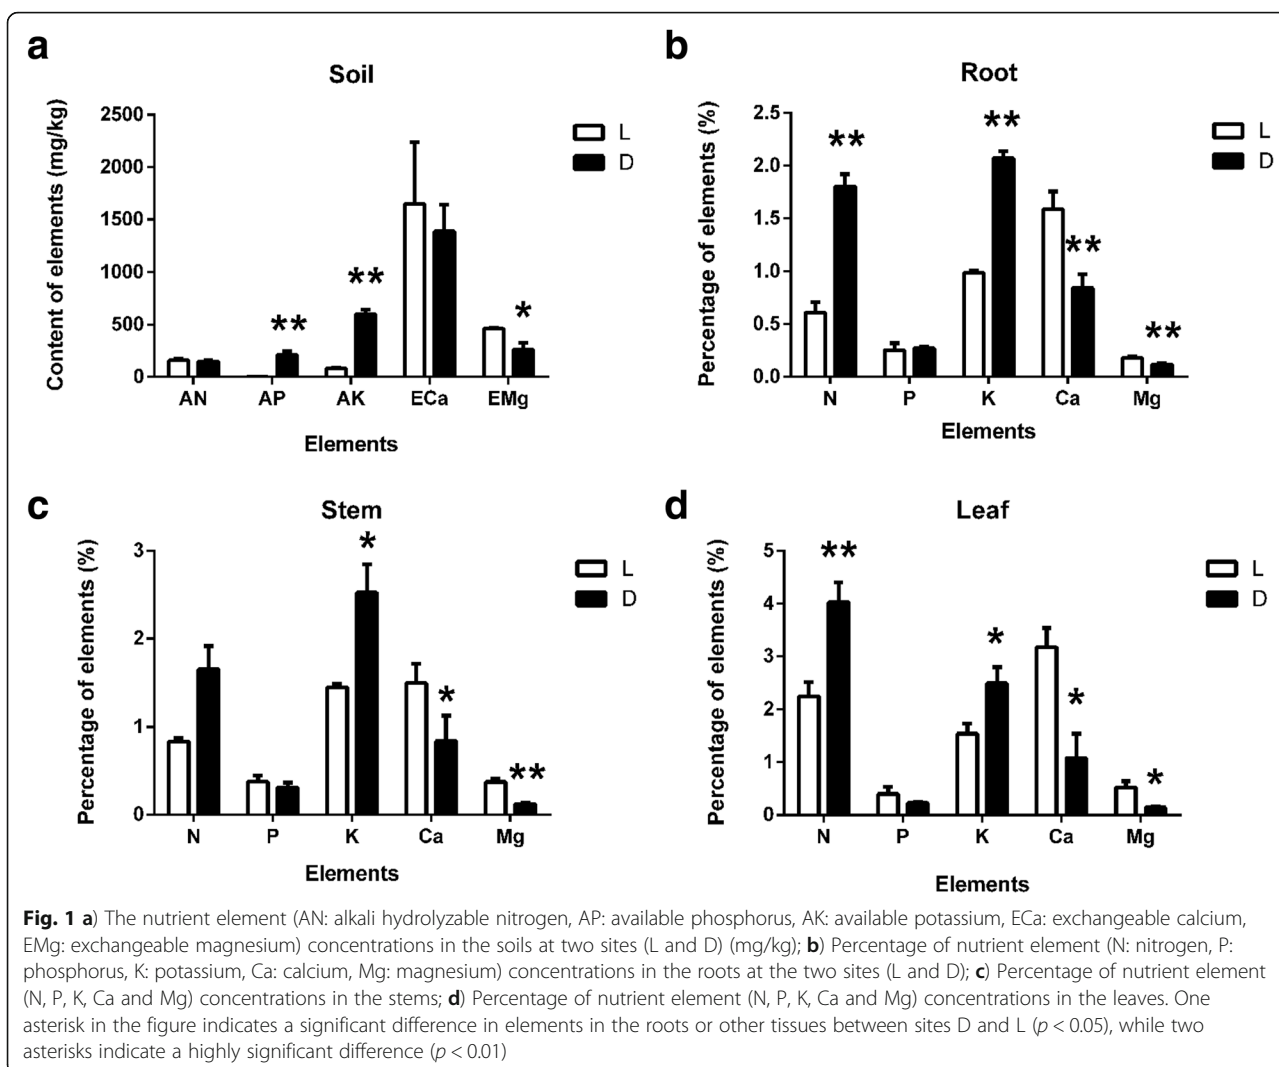 a
Soil
Content of elements (mg/kg)
2500
2000
1500
1000
500
0
**
**
*
AN AP AK ECa EMg
Elements
L
D
b
Root
Percentage of elements (%)
2.5
2.0
1.5
1.0
0.5
0.0
**
**
**
**
N P K Ca Mg
Elements
L
D
c
Stem
Percentage of elements (%)
3
2
1
0
*
*
**
N P K Ca Mg
Elements
L
D
d
Leaf
Percentage of elements (%)
5
4
3
2
1
0
**
*
*
*
N P K Ca Mg
Elements
L
D
Fig. 1 a) The nutrient element (AN: alkali hydrolyzable nitrogen, AP: available phosphorus, AK: available potassium, ECa: exchangeable calcium,
EMg: exchangeable magnesium) concentrations in the soils at two sites (L and D) (mg/kg); b) Percentage of nutrient element (N: nitrogen, P:
phosphorus, K: potassium, Ca: calcium, Mg: magnesium) concentrations in the roots at the two sites (L and D); c) Percentage of nutrient element
(N, P, K, Ca and Mg) concentrations in the stems; d) Percentage of nutrient element (N, P, K, Ca and Mg) concentrations in the leaves. One
asterisk in the figure indicates a significant difference in elements in the roots or other tissues between sites D and L (p < 0.05), while two
asterisks indicate a highly significant difference (p < 0.01)